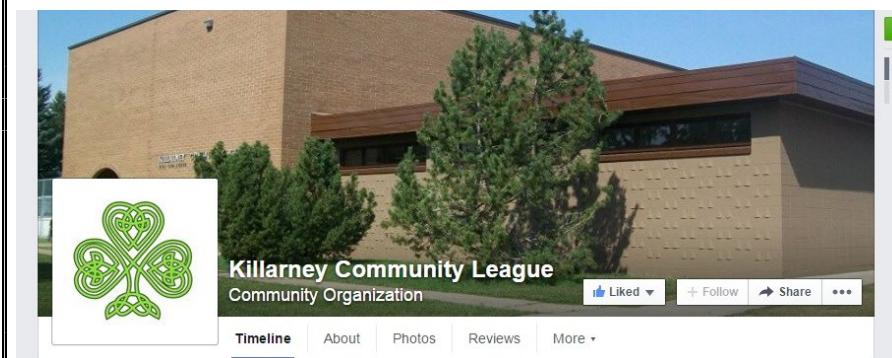 Killarney Community League
Community Organization
Liked
+ Follow
Share
Timeline
About
Photos
Reviews
More